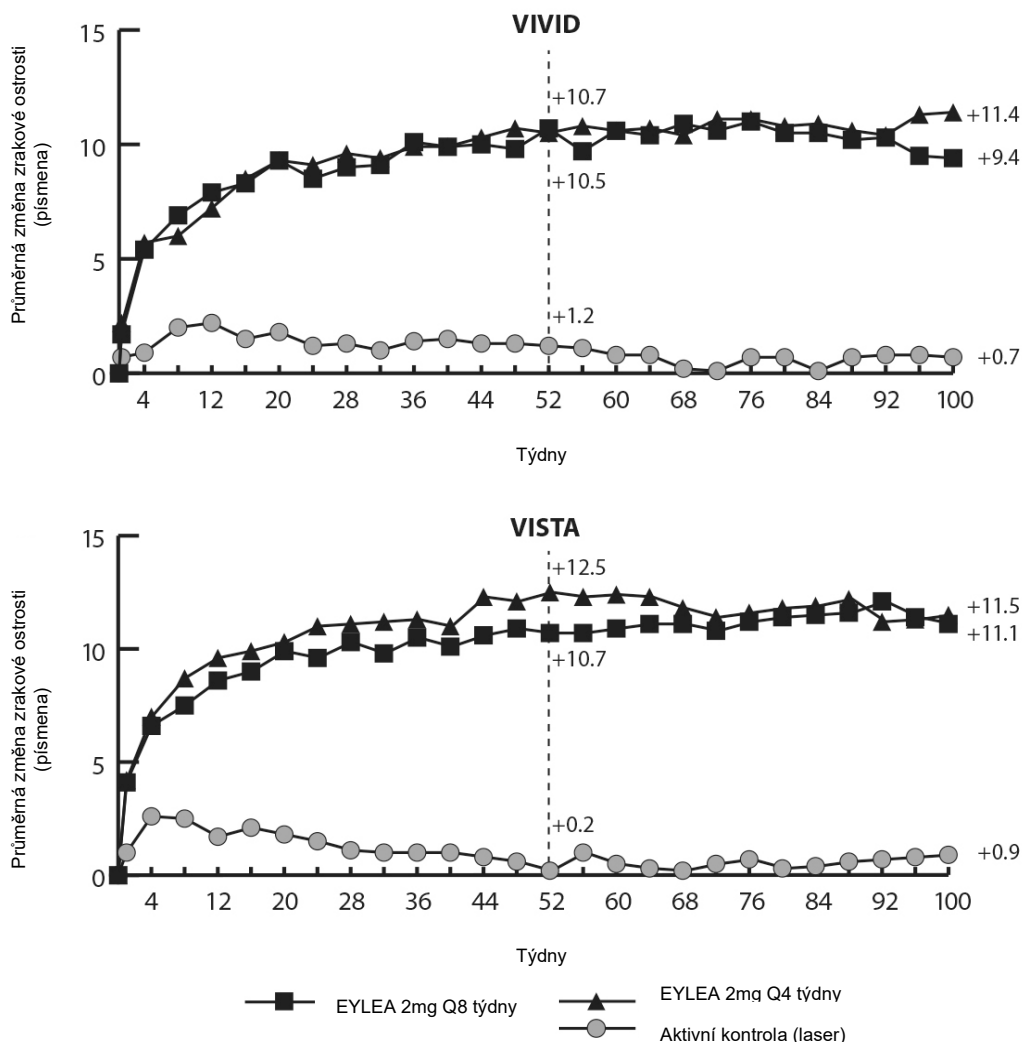 VIVID
Průměrná změna zrakové ostrosti
(písmena)
15
10
5
0
+10.7
+10.5
+1.2
+11.4
+9.4
+0.7
4 12 20 28 36 44 52 60 68 76 84 92 100
Týdny
VISTA
Průměrná změna zrakové ostrosti
(písmena)
15
10
5
0
+12.5
+10.7
+0.2
+11.5
+11.1
+0.9
4 12 20 28 36 44 52 60 68 76 84 92 100
Týdny
EYLEA 2mg Q8 týdny
EYLEA 2mg Q4 týdny
Aktivní kontrola (laser)